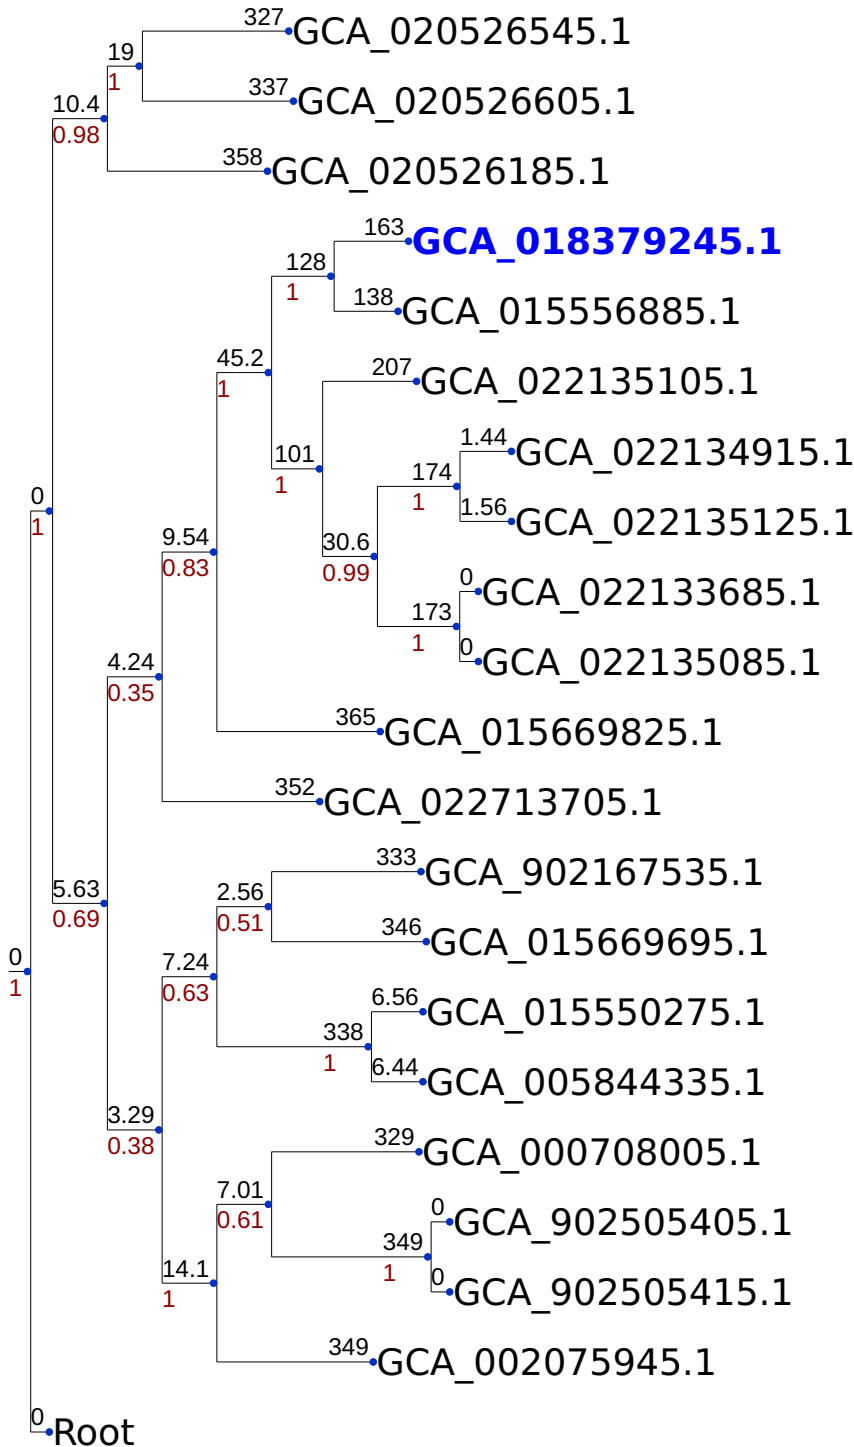 327
GCA_020526545.1
19
1
337
GCA_020526605.1
10.4
0.98
358
GCA_020526185.1
163
GCA_018379245.1
128
1
138
GCA_015556885.1
45.2
1
207
GCA_022135105.1
1.44
GCA_022134915.1
101
1
174
1
1.56
GCA_022135125.1
0
1
9.54
0.83
30.6
0.99
0
GCA_022133685.1
173
1
0
GCA_022135085.1
4.24
0.35
365
GCA_015669825.1
352
GCA_022713705.1
333
GCA_902167535.1
5.63
0.69
2.56
0.51
346
GCA_015669695.1
0
1
7.24
0.63
6.56
GCA_015550275.1
338
1
6.44
GCA_005844335.1
3.29
0.38
329
GCA_000708005.1
7.01
0.61
0
GCA_902505405.1
349
1
0
GCA_902505415.1
14.1
1
349
GCA_002075945.1
0
Root